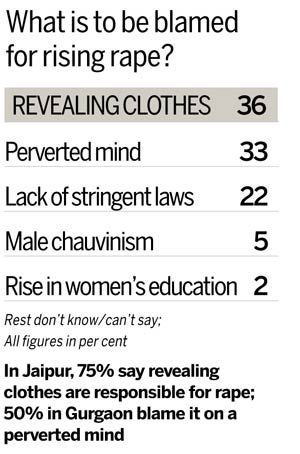 What is to be blamed
for rising rape?
REVEALING CLOTHES 36
Perverted mind 33
Lack of stringent laws 22
Male chauvinism 5
Rise in women's education 2
Rest don't know/can't say;
All figures in per cent
In Jaipur, 75% say revealing
clothes are responsible for rape;
50% in Gurgaon blame it on a
perverted mind